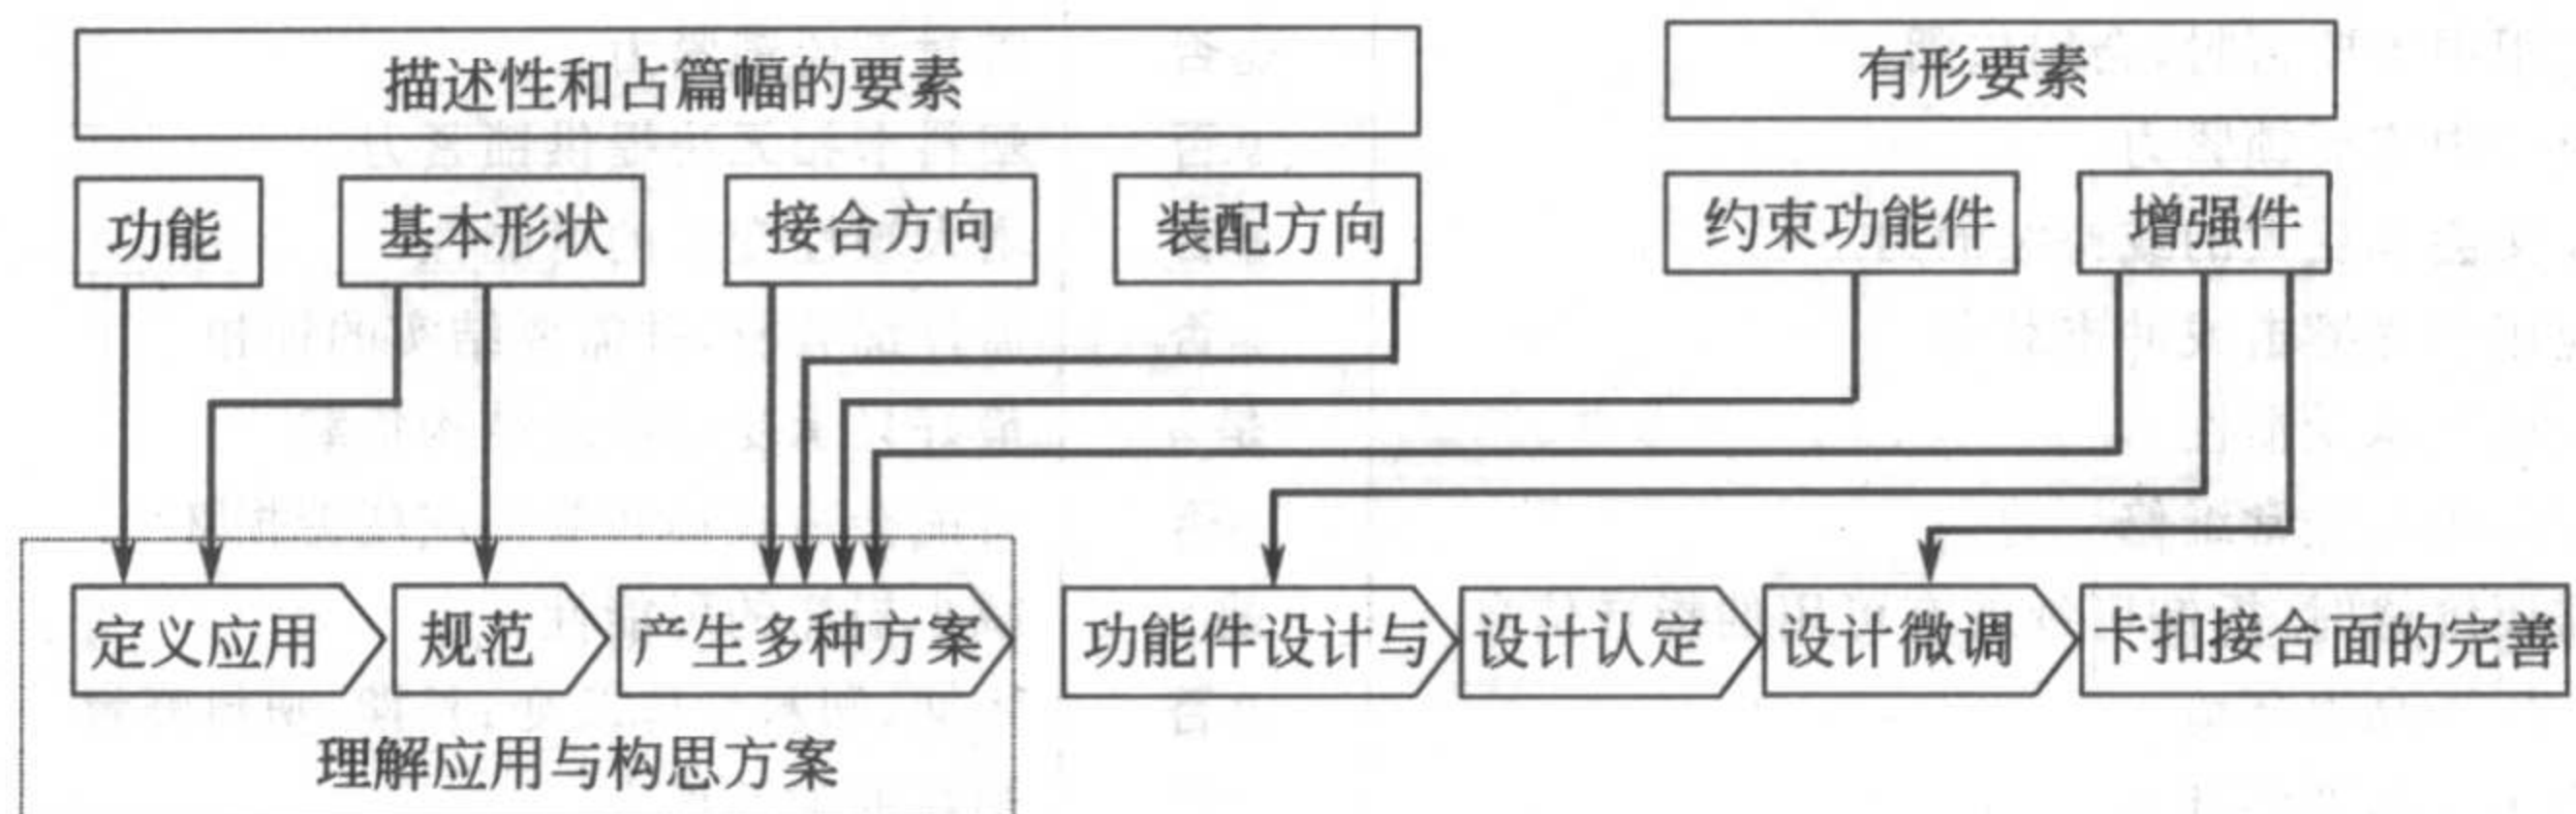 描述性和占篇幅的要素
有形要素
功能
基本形状
接合方向
装配方向
约束功能件
增强件
定义应用
规范
产生多种方案
功能件设计与
设计认定
设计微调
卡扣接合面的完善
理解应用与构思方案